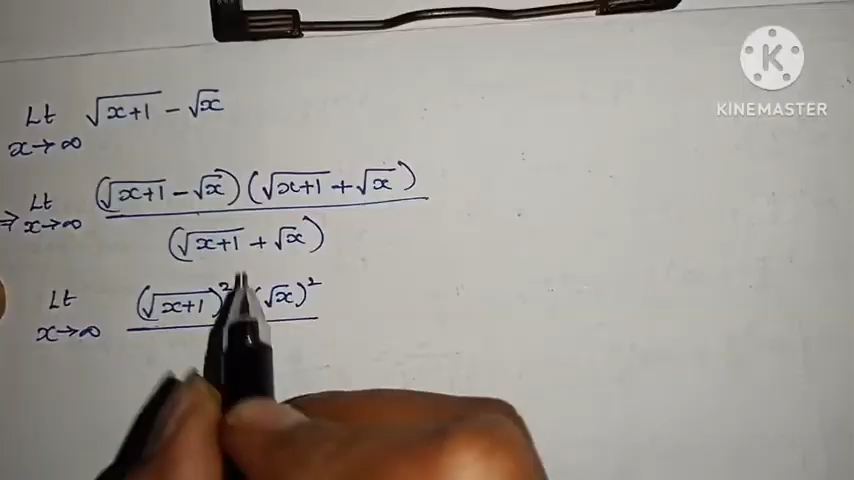 Lt √(x+1) - √x
x→∞
K
KINEMASTER
⇒ Lt (√(x+1) - √x) (√(x+1) + √x)
x→∞
(√(x+1) + √x)
Lt (√(x+1))² (√x)²
x→∞